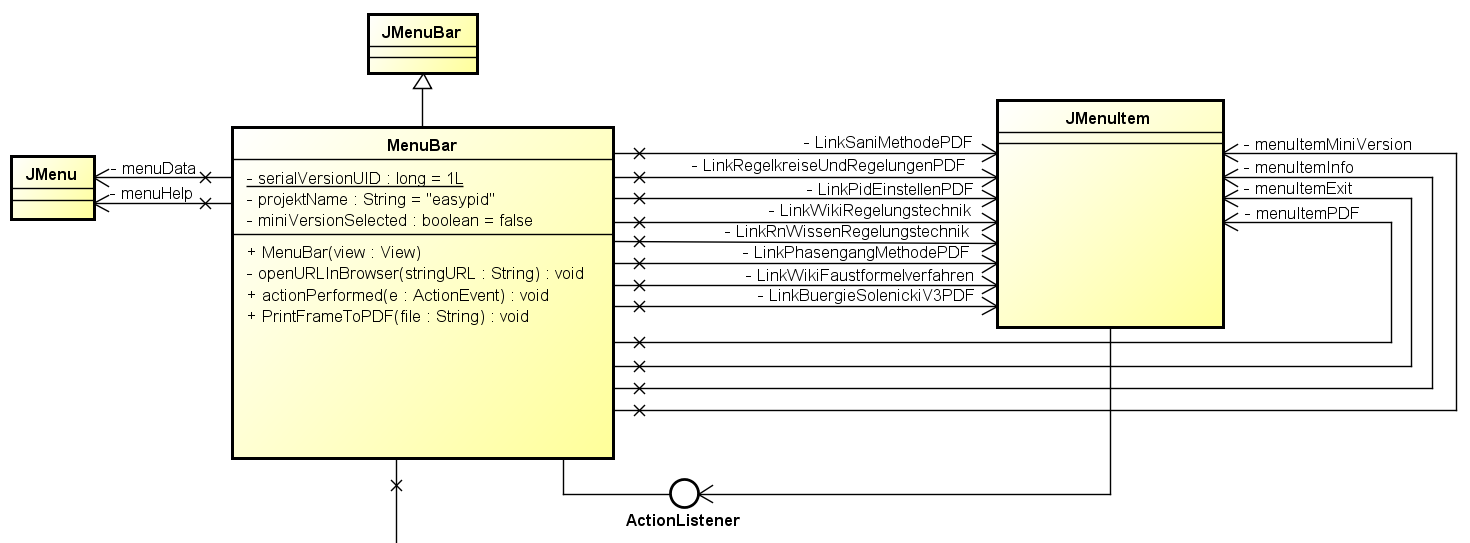 JMenuBar
JMenu
- menuData
- menuHelp
MenuBar
- serialVersionUID : long = 1L
- projektName : String = "easypid"
- miniVersionSelected : boolean = false
+ MenuBar(view : View)
- openURLInBrowser(stringURL : String) : void
+ actionPerformed(e : ActionEvent) : void
+ PrintFrameToPDF(file : String) : void
- LinkSaniMethodePDF
- LinkRegelkreiseUndRegelungenPDF
- LinkPidEinstellenPDF
- LinkWikiRegelungstechnik
- LinkRnWissenRegelungstechnik
- LinkPhasengangMethodePDF
- LinkWikiFaustformelverfahren
- LinkBuergieSolenickiV3PDF
JMenuItem
- menuItemMiniVersion
- menuItemInfo
- menuItemExit
- menuItemPDF
ActionListener